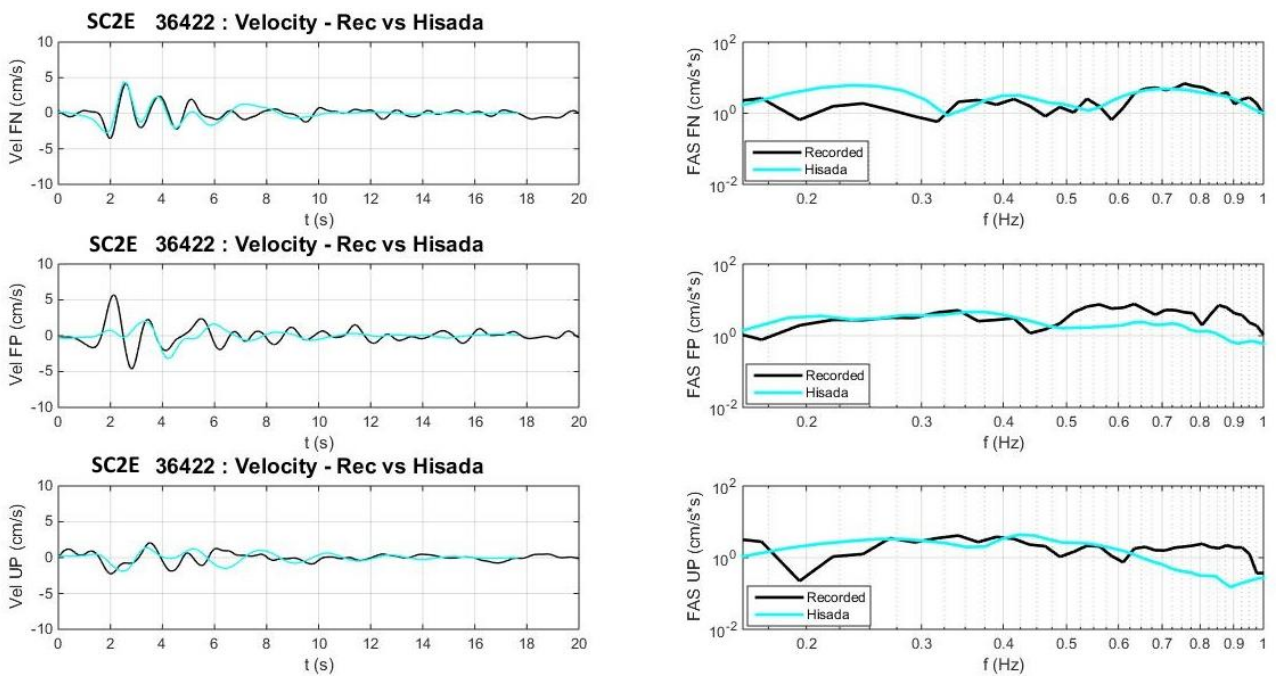 SC2E 36422 : Velocity - Rec vs Hisada
Vel FN (cm/s)
10
5
0
-5
-10
0 2 4 6 8 10 12 14 16 18 20
t (s)
FAS FN (cm/s*s)
10^2
10^0
10^-2
Recorded
Hisada
0.2 0.3 0.4 0.5 0.6 0.7 0.8 0.9 1
f (Hz)
SC2E 36422 : Velocity - Rec vs Hisada
Vel FP (cm/s)
10
5
0
-5
-10
0 2 4 6 8 10 12 14 16 18 20
t (s)
FAS FP (cm/s*s)
10^2
10^0
10^-2
Recorded
Hisada
0.2 0.3 0.4 0.5 0.6 0.7 0.8 0.9 1
f (Hz)
SC2E 36422 : Velocity - Rec vs Hisada
Vel UP (cm/s)
10
5
0
-5
-10
0 2 4 6 8 10 12 14 16 18 20
t (s)
FAS UP (cm/s*s)
10^2
10^0
10^-2
Recorded
Hisada
0.2 0.3 0.4 0.5 0.6 0.7 0.8 0.9 1
f (Hz)